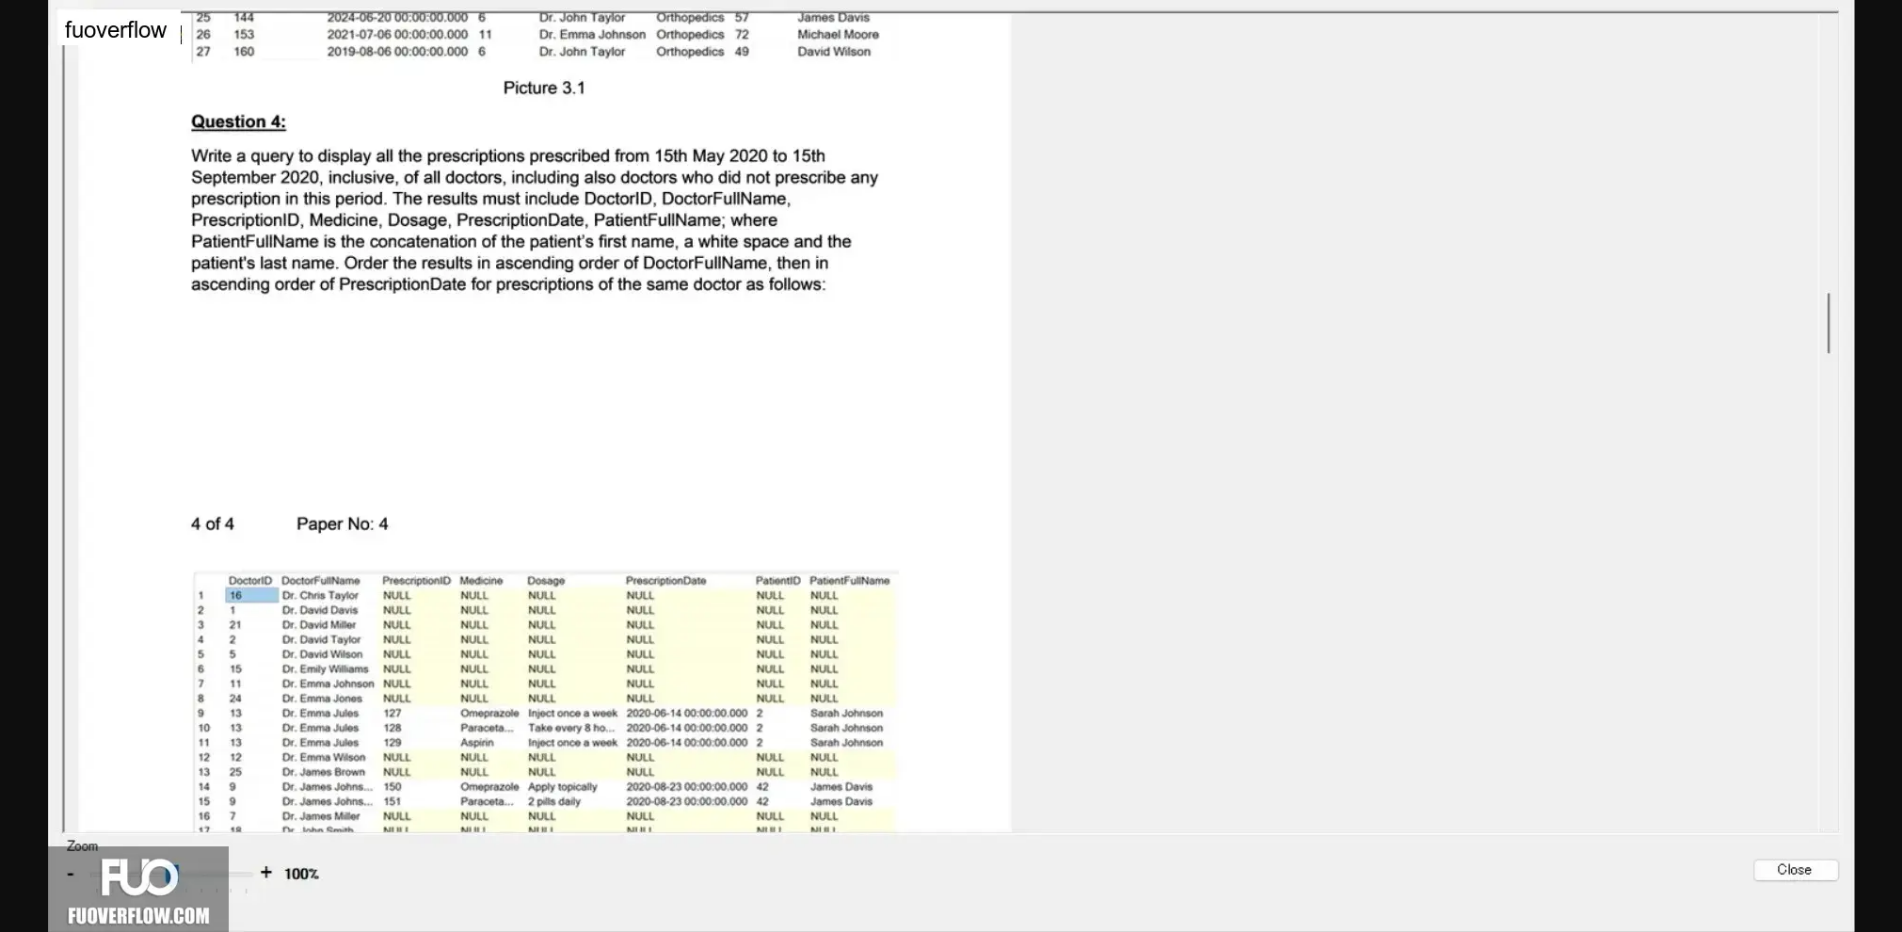 fuoverflow
25 144 2024-06-20 00:00:00.000 6 Dr. John Taylor Orthopedics 57 James Davis
26 153 2021-07-06 00:00:00.000 11 Dr. Emma Johnson Orthopedics 72 Michael Moore
27 160 2019-08-06 00:00:00.000 6 Dr. John Taylor Orthopedics 49 David Wilson
Picture 3.1
Question 4:
Write a query to display all the prescriptions prescribed from 15th May 2020 to 15th
September 2020, inclusive, of all doctors, including also doctors who did not prescribe any
prescription in this period. The results must include DoctorID, DoctorFullName,
PrescriptionID, Medicine, Dosage, PrescriptionDate, PatientFullName; where
PatientFullName is the concatenation of the patient's first name, a white space and the
patient's last name. Order the results in ascending order of DoctorFullName, then in
ascending order of PrescriptionDate for prescriptions of the same doctor as follows:
4 of 4 Paper No: 4
DoctorID DoctorFullName PrescriptionID Medicine Dosage PrescriptionDate PatientID PatientFullName
1 16 Dr. Chris Taylor NULL NULL NULL NULL NULL NULL
2 1 Dr. David Davis NULL NULL NULL NULL NULL NULL
3 21 Dr. David Miller NULL NULL NULL NULL NULL NULL
4 2 Dr. David Taylor NULL NULL NULL NULL NULL NULL
5 5 Dr. David Wilson NULL NULL NULL NULL NULL NULL
6 15 Dr. Emily Williams NULL NULL NULL NULL NULL NULL
7 11 Dr. Emma Johnson NULL NULL NULL NULL NULL NULL
8 24 Dr. Emma Jones NULL NULL NULL NULL NULL NULL
9 13 Dr. Emma Jules 127 Omeprazole Inject once a week 2020-06-14 00:00:00.000 2 Sarah Johnson
10 13 Dr. Emma Jules 128 Paraceta... Take every 8 ho... 2020-06-14 00:00:00.000 2 Sarah Johnson
11 13 Dr. Emma Jules 129 Aspirin Inject once a week 2020-06-14 00:00:00.000 2 Sarah Johnson
12 12 Dr. Emma Wilson NULL NULL NULL NULL NULL NULL
13 25 Dr. James Brown NULL NULL NULL NULL NULL NULL
14 9 Dr. James Johns... 150 Omeprazole Apply topically 2020-08-23 00:00:00.000 42 James Davis
15 9 Dr. James Johns... 151 Paraceta... 2 pills daily 2020-08-23 00:00:00.000 42 James Davis
16 7 Dr. James Miller NULL NULL NULL NULL NULL NULL
17 18 Dr. John Smith NULL NULL NULL NULL NULL NULL
Zoom
- + 100%
Close
FUO
FUOVERFLOW.COM